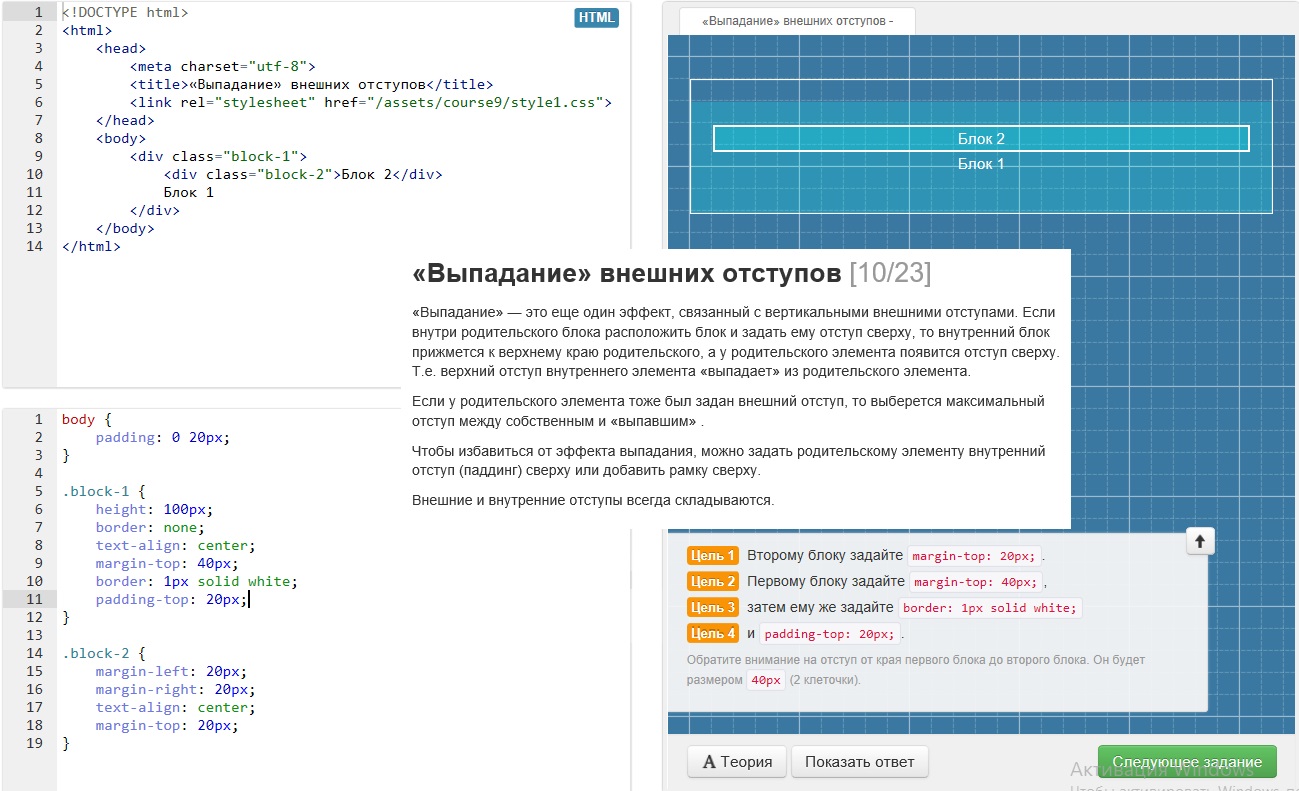 1 <!DOCTYPE html>
2 <html>
3 <head>
4 <meta charset="utf-8">
5 <title>«Выпадание» внешних отступов</title>
6 <link rel="stylesheet" href="/assets/course9/style1.css">
7 </head>
8 <body>
9 <div class="block-1">
10 <div class="block-2">Блок 2</div>
11 Блок 1
12 </div>
13 </body>
14 </html>
HTML
«Выпадание» внешних отступов -
Блок 2
Блок 1
«Выпадание» внешних отступов [10/23]
«Выпадание» — это еще один эффект, связанный с вертикальными внешними отступами. Если
внутри родительского блока расположить блок и задать ему отступ сверху, то внутренний блок
прижмется к верхнему краю родительского, а у родительского элемента появится отступ сверху.
Т.е. верхний отступ внутреннего элемента «выпадает» из родительского элемента.
Если у родительского элемента тоже был задан внешний отступ, то выберется максимальный
отступ между собственным и «выпавшим» .
Чтобы избавиться от эффекта выпадания, можно задать родительскому элементу внутренний
отступ (паддинг) сверху или добавить рамку сверху.
Внешние и внутренние отступы всегда складываются.
1 body {
2 padding: 0 20px;
3 }
4
5 .block-1 {
6 height: 100px;
7 border: none;
8 text-align: center;
9 margin-top: 40px;
10 border: 1px solid white;
11 padding-top: 20px;
12 }
13
14 .block-2 {
15 margin-left: 20px;
16 margin-right: 20px;
17 text-align: center;
18 margin-top: 20px;
19 }
Цель 1 Второму блоку задайте margin-top: 20px; .
Цель 2 Первому блоку задайте margin-top: 40px; ,
Цель 3 затем ему же задайте border: 1px solid white;
Цель 4 и padding-top: 20px; .
Обратите внимание на отступ от края первого блока до второго блока. Он будет
размером 40px (2 клеточки).
A Теория
Показать ответ
Следующее задание
Активация Windows
Чтобы активировать Windows,